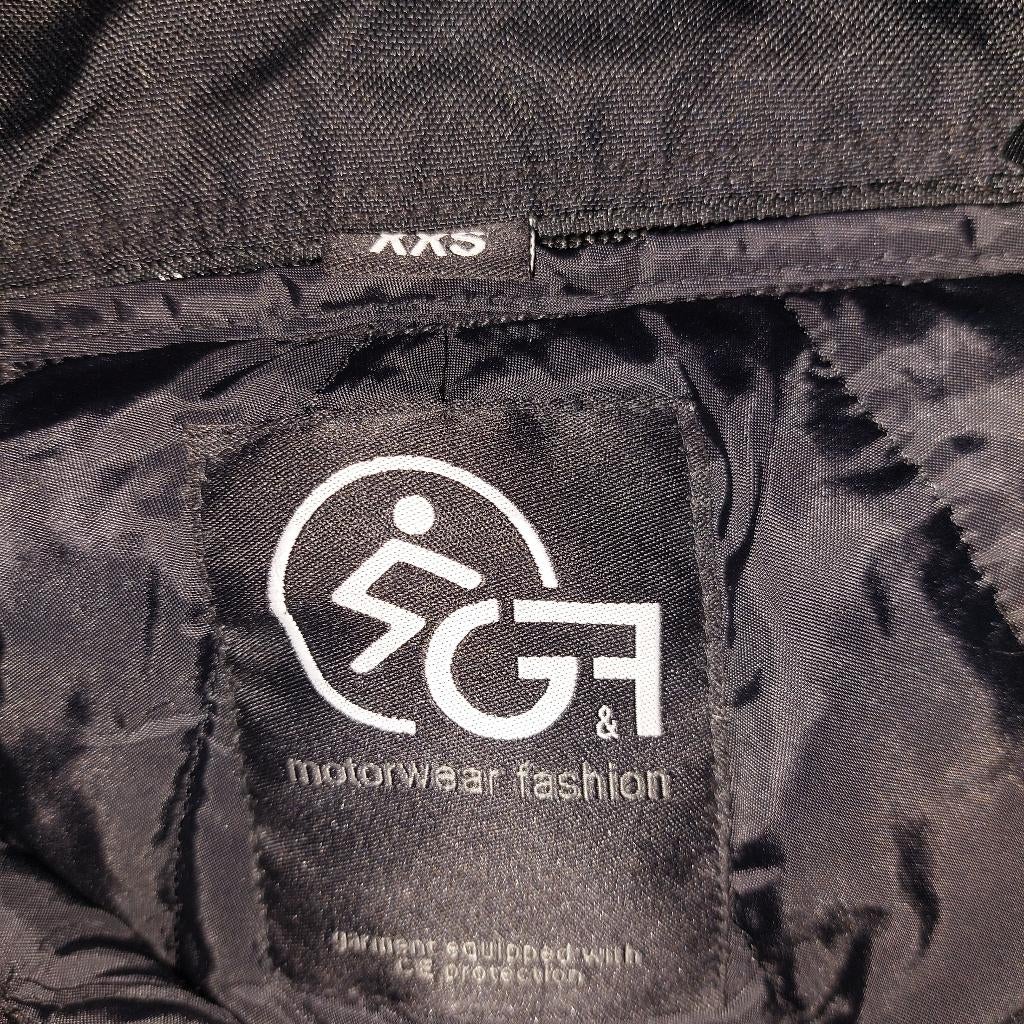 XXS
G&F
motorwear fashion
garment equipped with
CE protection